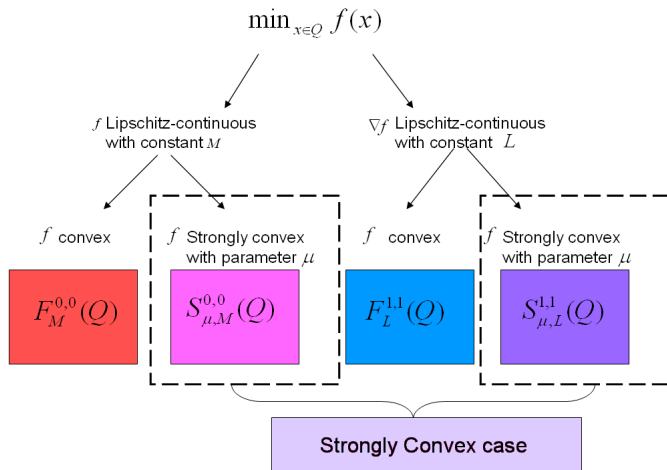 min x∈Q f(x)
f Lipschitz-continuous
with constant M
∇f Lipschitz-continuous
with constant L
f convex
f Strongly convex
with parameter μ
f convex
f Strongly convex
with parameter μ
F_M^{0,0}(Q)
S_{μ,M}^{0,0}(Q)
F_L^{1,1}(Q)
S_{μ,L}^{1,1}(Q)
Strongly Convex case